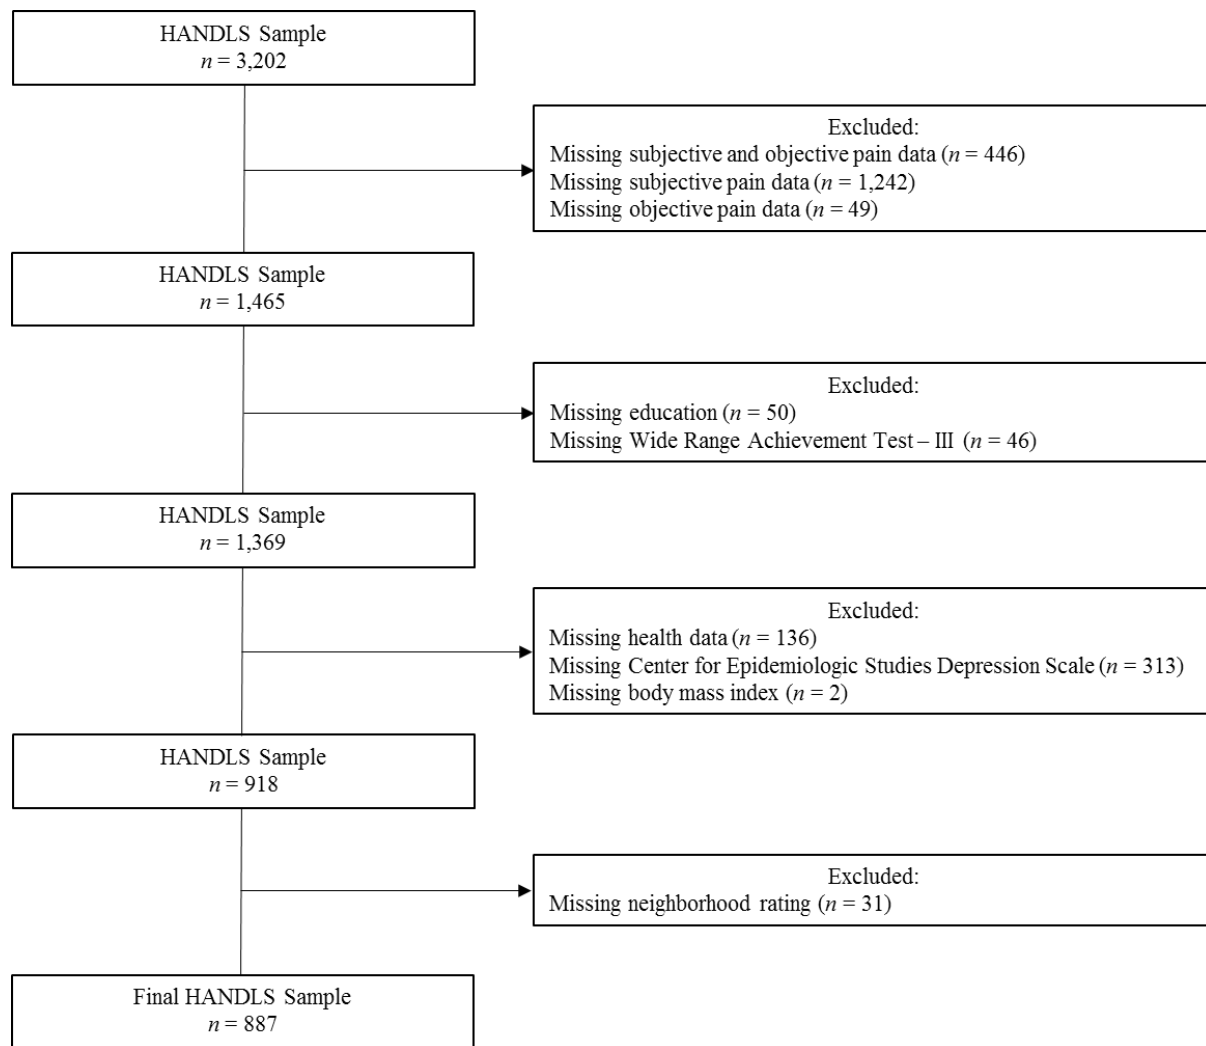 HANDLS Sample
n = 3,202
Excluded:
Missing subjective and objective pain data (n = 446)
Missing subjective pain data (n = 1,242)
Missing objective pain data (n = 49)
HANDLS Sample
n = 1,465
Excluded:
Missing education (n = 50)
Missing Wide Range Achievement Test – III (n = 46)
HANDLS Sample
n = 1,369
Excluded:
Missing health data (n = 136)
Missing Center for Epidemiologic Studies Depression Scale (n = 313)
Missing body mass index (n = 2)
HANDLS Sample
n = 918
Excluded:
Missing neighborhood rating (n = 31)
Final HANDLS Sample
n = 887